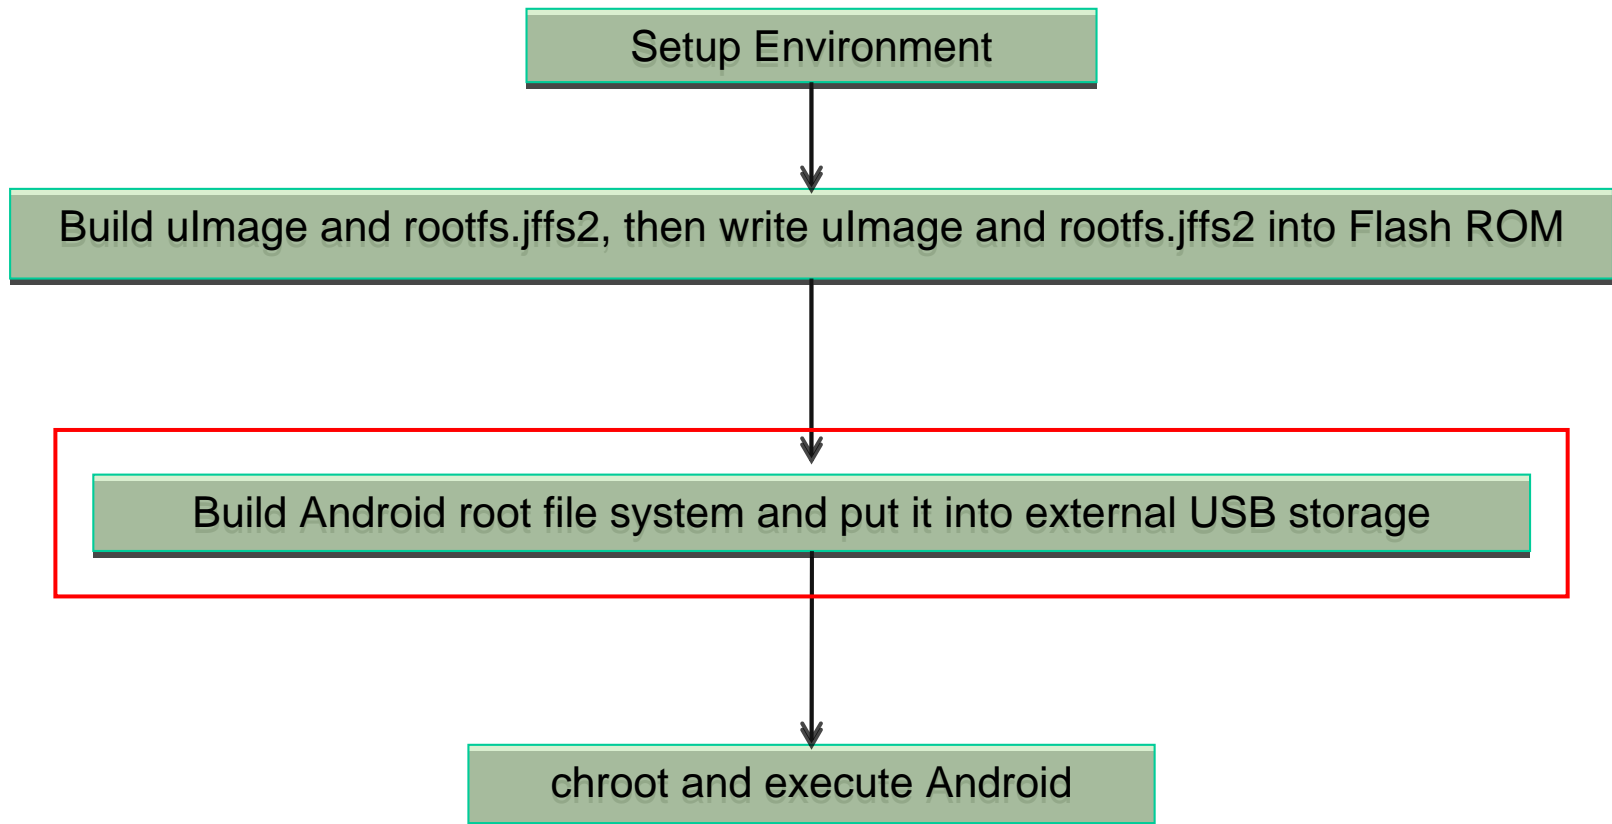 Setup Environment
Build uImage and rootfs.jffs2, then write uImage and rootfs.jffs2 into Flash ROM
Build Android root file system and put it into external USB storage
chroot and execute Android